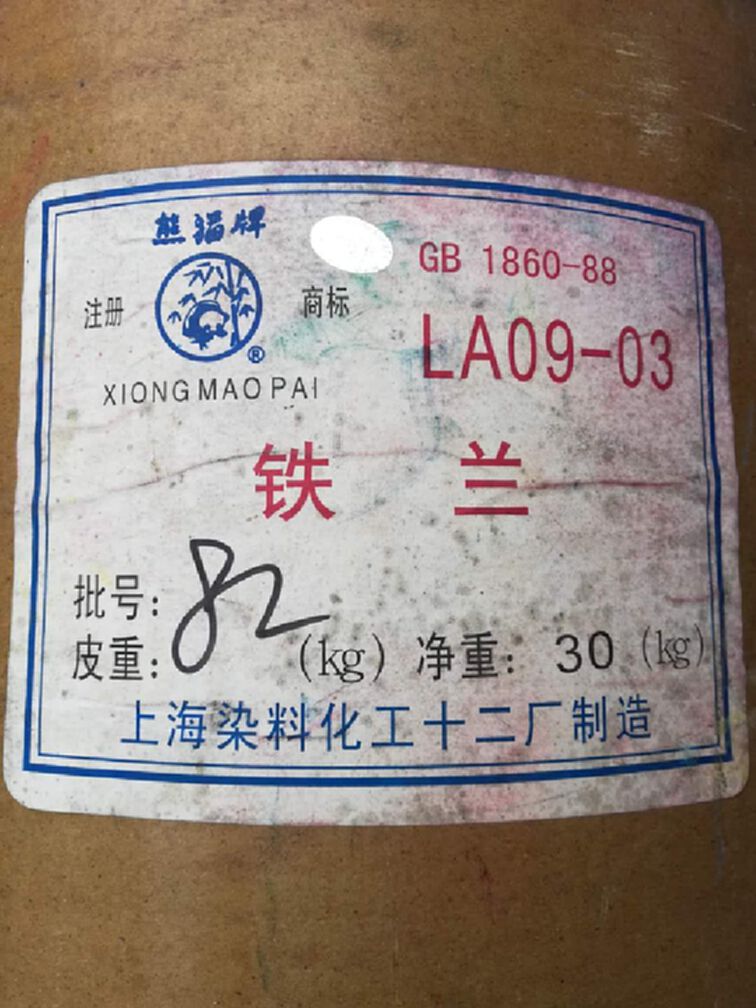 熊猫牌
注册 ® 商标
XIONG MAO PAI
GB 1860-88
LA09-03
铁 兰
批号: 82
皮重: (kg) 净重: 30 (kg)
上海染料化工十二厂制造